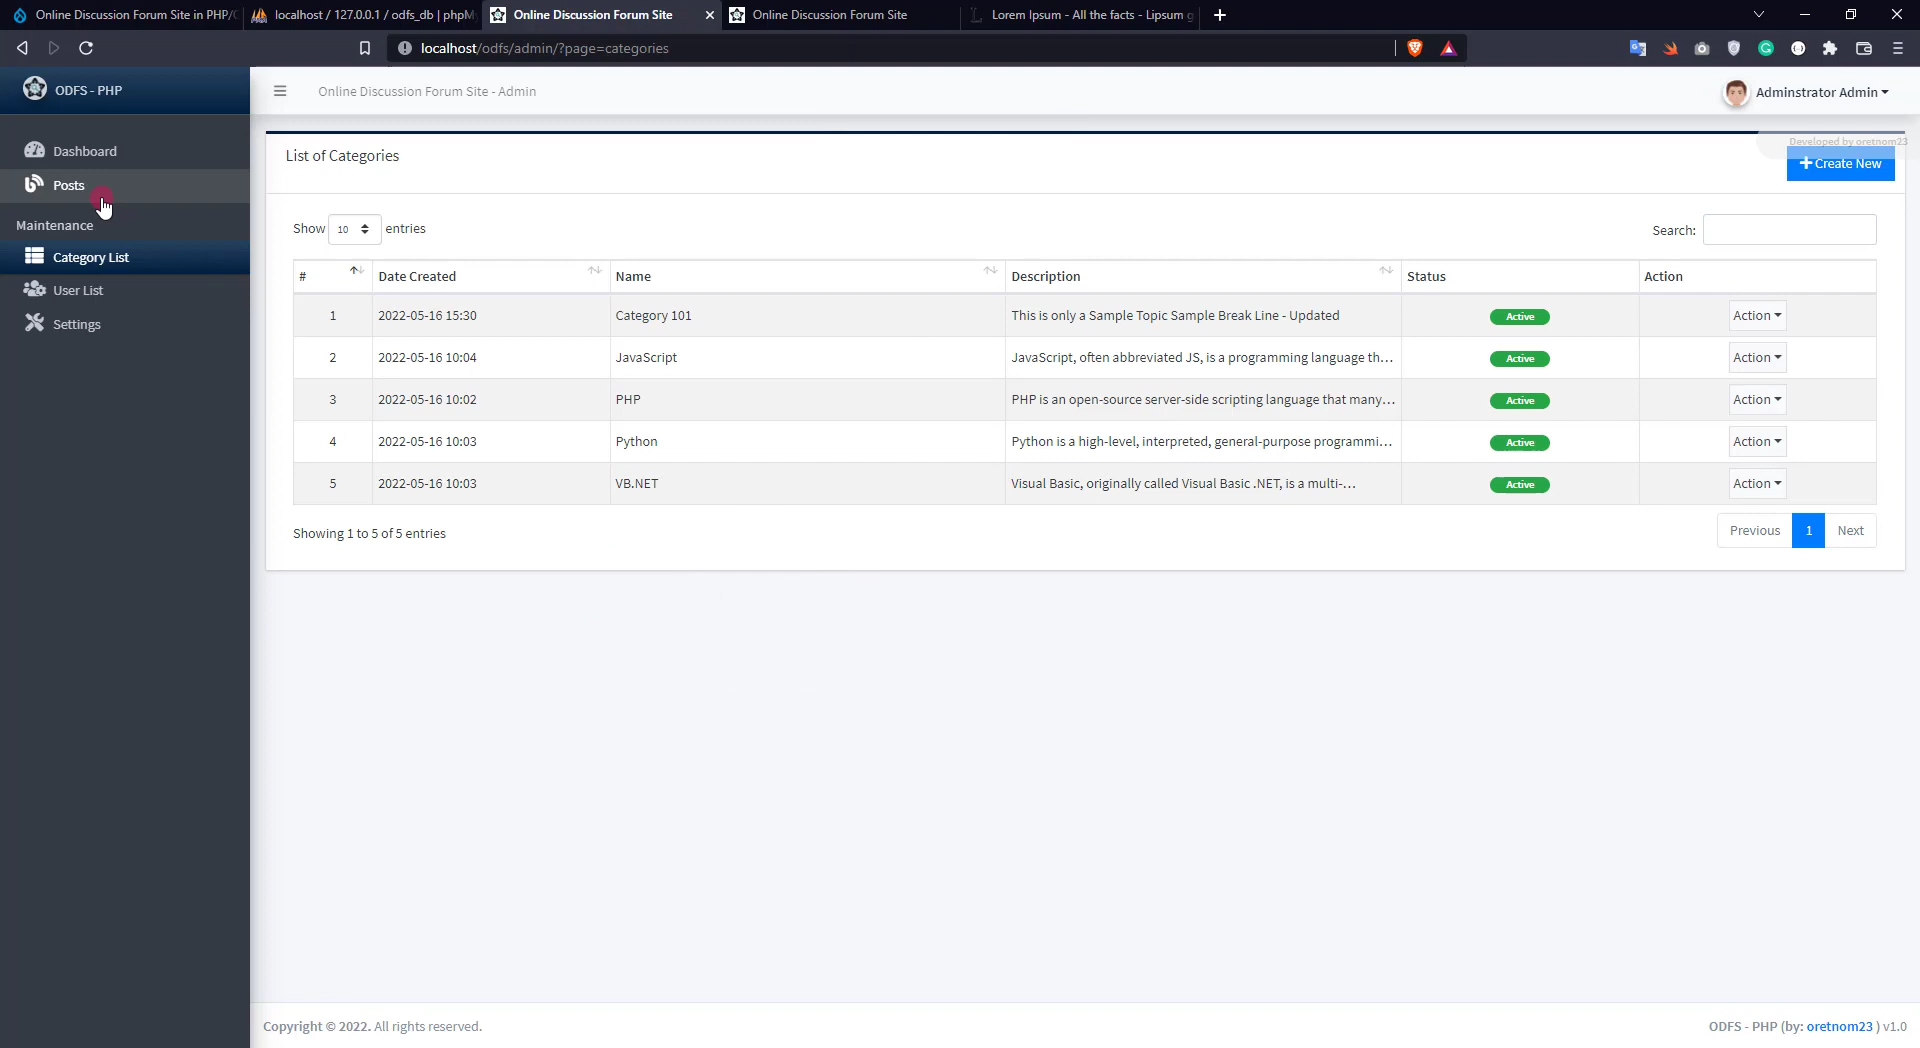 Online Discussion Forum Site in PHP/
localhost / 127.0.0.1 / odfs_db | phpM
Online Discussion Forum Site
Online Discussion Forum Site
Lorem Ipsum - All the facts - Lipsum g
localhost/odfs/admin/?page=categories
ODFS - PHP
Online Discussion Forum Site - Admin
Adminstrator Admin
Dashboard
Posts
Maintenance
Category List
User List
Settings
List of Categories
Developed by oretnom23
Create New
Show 10 entries
Search:
# Date Created Name Description Status Action
1 2022-05-16 15:30 Category 101 This is only a Sample Topic Sample Break Line - Updated Active Action
2 2022-05-16 10:04 JavaScript JavaScript, often abbreviated JS, is a programming language th... Active Action
3 2022-05-16 10:02 PHP PHP is an open-source server-side scripting language that many... Active Action
4 2022-05-16 10:03 Python Python is a high-level, interpreted, general-purpose programmi... Active Action
5 2022-05-16 10:03 VB.NET Visual Basic, originally called Visual Basic .NET, is a multi-... Active Action
Showing 1 to 5 of 5 entries
Previous 1 Next
Copyright © 2022. All rights reserved.
ODFS - PHP (by: oretnom23 ) v1.0